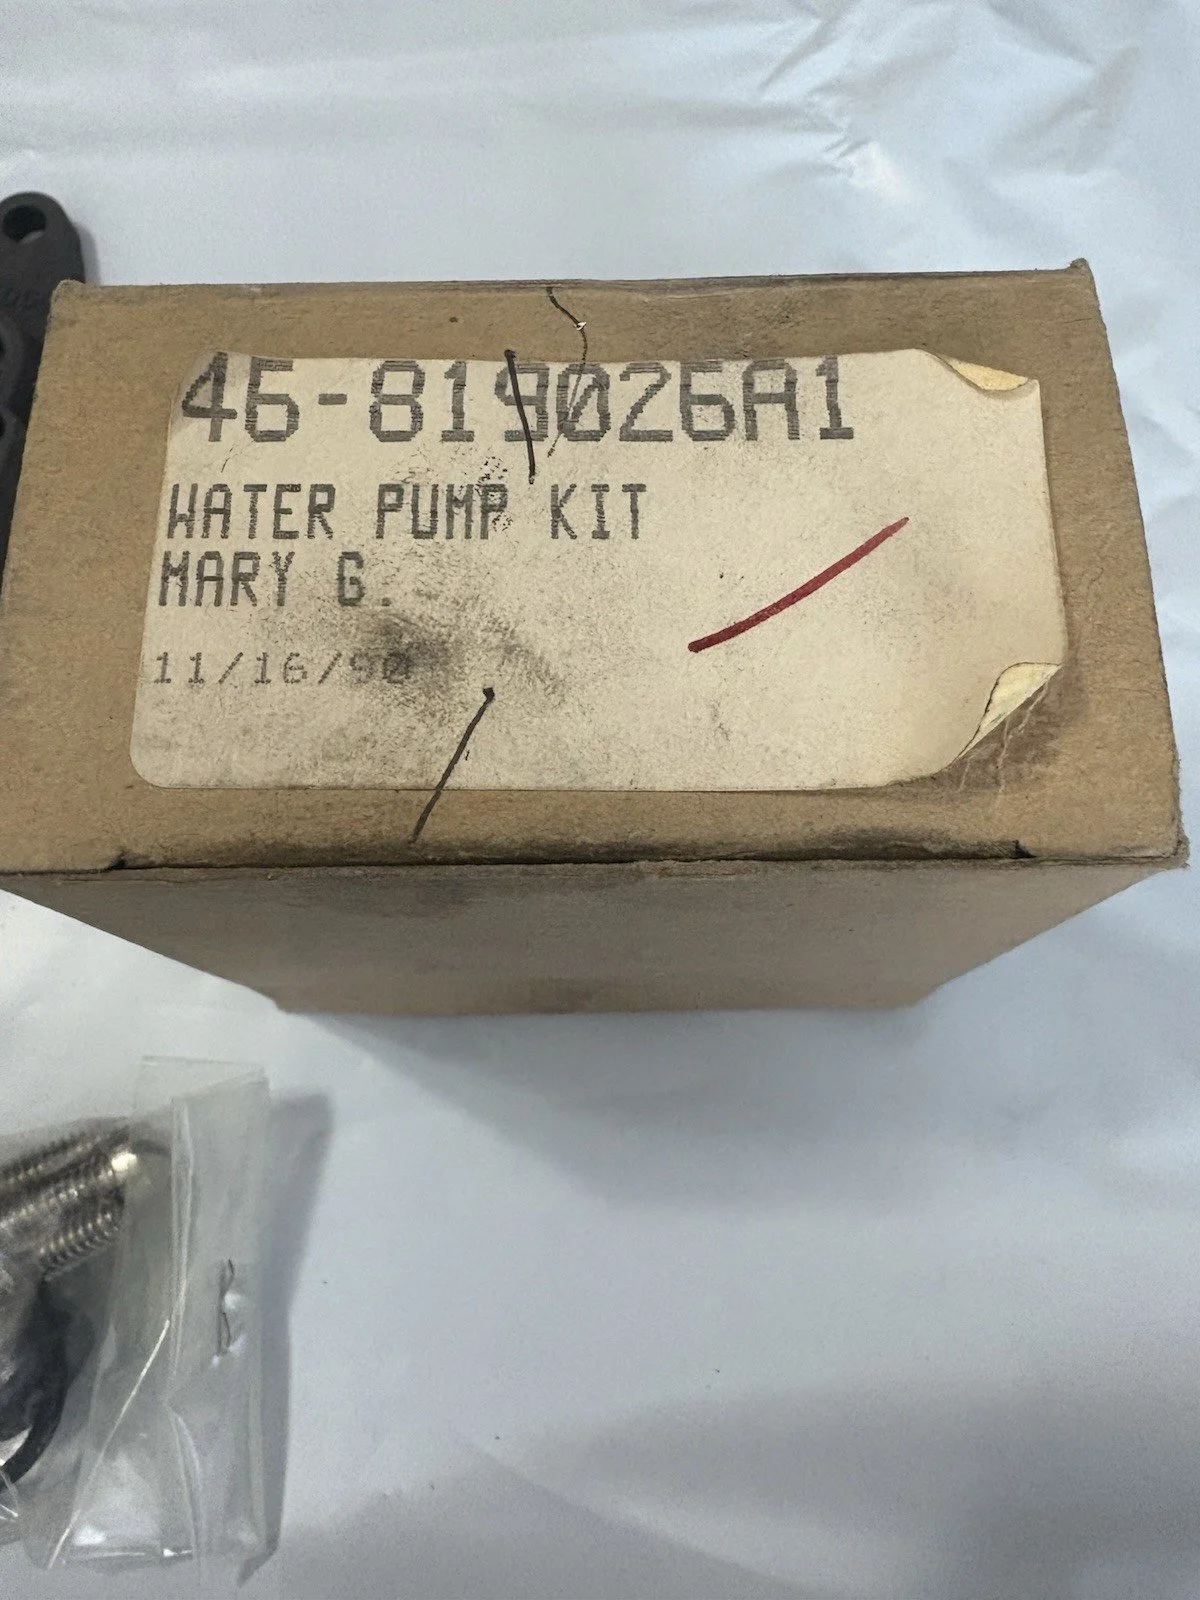 46-819026A1
WATER PUMP KIT
MARY G.
11/16/90